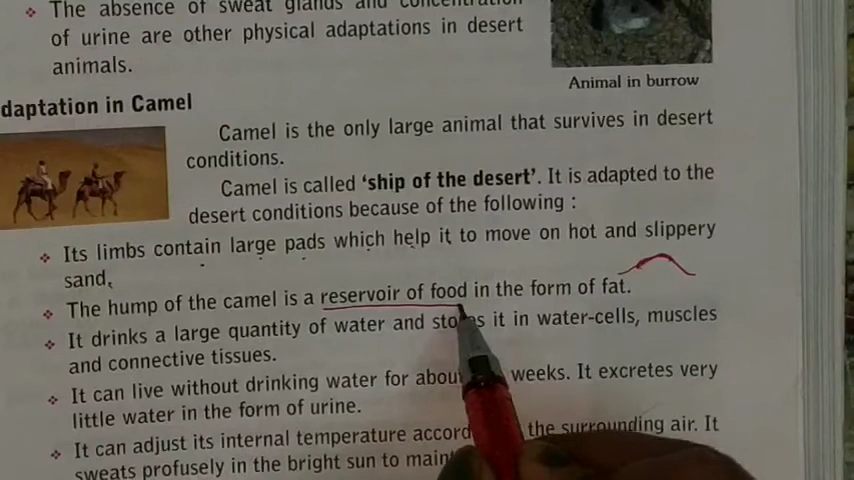 The absence of sweat glands and concentration
of urine are other physical adaptations in desert
animals.
Animal in burrow
daptation in Camel
Camel is the only large animal that survives in desert
conditions.
Camel is called 'ship of the desert'. It is adapted to the
desert conditions because of the following :
Its limbs contain large pads which help it to move on hot and slippery
sand.
The hump of the camel is a reservoir of food in the form of fat.
It drinks a large quantity of water and sto s it in water-cells, muscles
and connective tissues.
It can live without drinking water for abou weeks. It excretes very
little water in the form of urine.
It can adjust its internal temperature accord the surrounding air. It
sweats profusely in the bright sun to maint